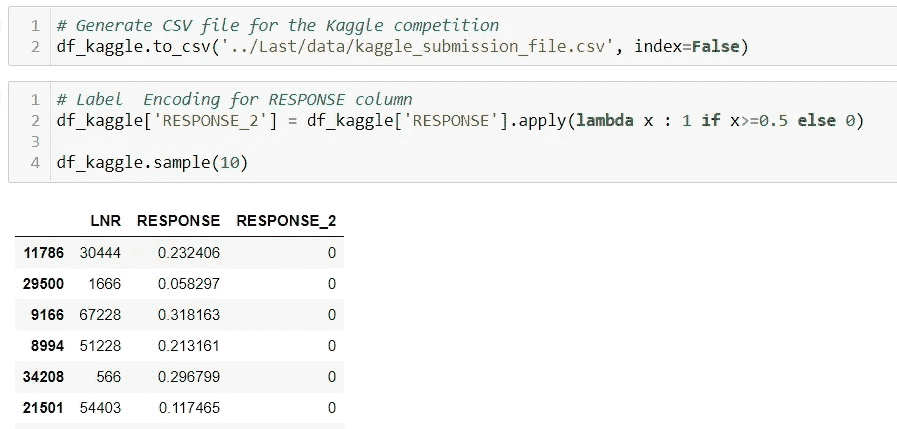 1 # Generate CSV file for the Kaggle competition
2 df_kaggle.to_csv('../Last/data/kaggle_submission_file.csv', index=False)
1 # Label  Encoding for RESPONSE column
2 df_kaggle['RESPONSE_2'] = df_kaggle['RESPONSE'].apply(lambda x : 1 if x>=0.5 else 0)
3
4 df_kaggle.sample(10)
LNR RESPONSE RESPONSE_2
11786 30444 0.232406 0
29500 1666 0.058297 0
9166 67228 0.318163 0
8994 51228 0.213161 0
34208 566 0.296799 0
21501 54403 0.117465 0